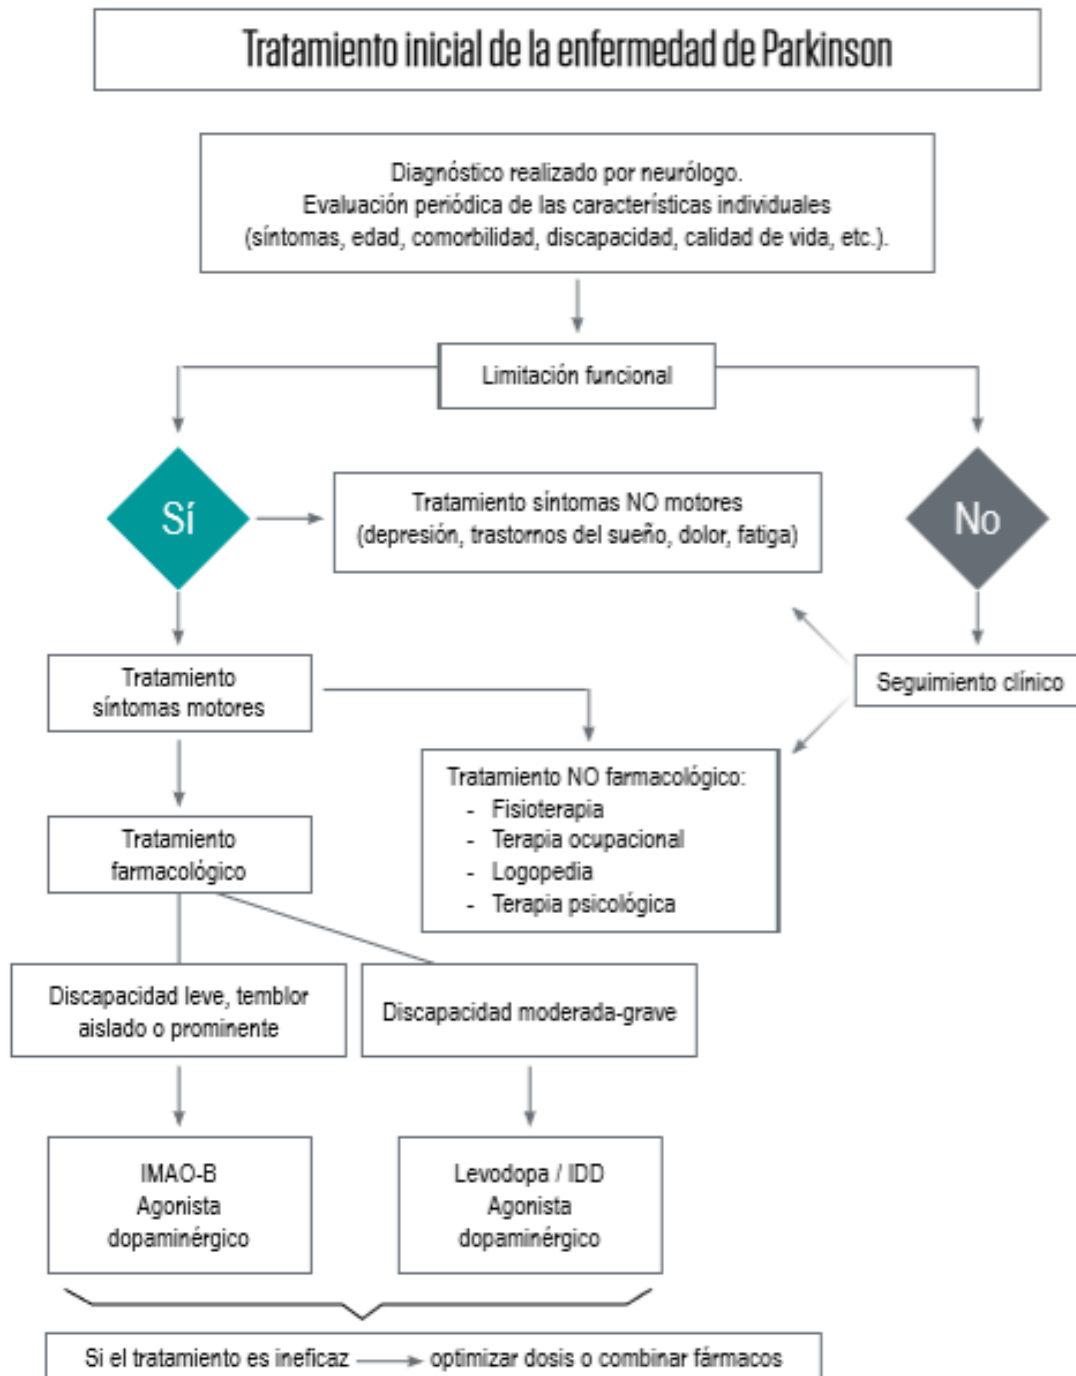 Tratamiento inicial de la enfermedad de Parkinson
Diagnóstico realizado por neurólogo.
Evaluación periódica de las características individuales
(síntomas, edad, comorbilidad, discapacidad, calidad de vida, etc.).
Limitación funcional
Sí
Tratamiento síntomas NO motores
(depresión, trastornos del sueño, dolor, fatiga)
No
Tratamiento
síntomas motores
Seguimiento clínico
Tratamiento NO farmacológico:
- Fisioterapia
- Terapia ocupacional
- Logopedia
- Terapia psicológica
Tratamiento
farmacológico
Discapacidad leve, temblor
aislado o prominente
Discapacidad moderada-grave
IMAO-B
Agonista
dopaminérgico
Levodopa / IDD
Agonista
dopaminérgico
Si el tratamiento es ineficaz → optimizar dosis o combinar fármacos